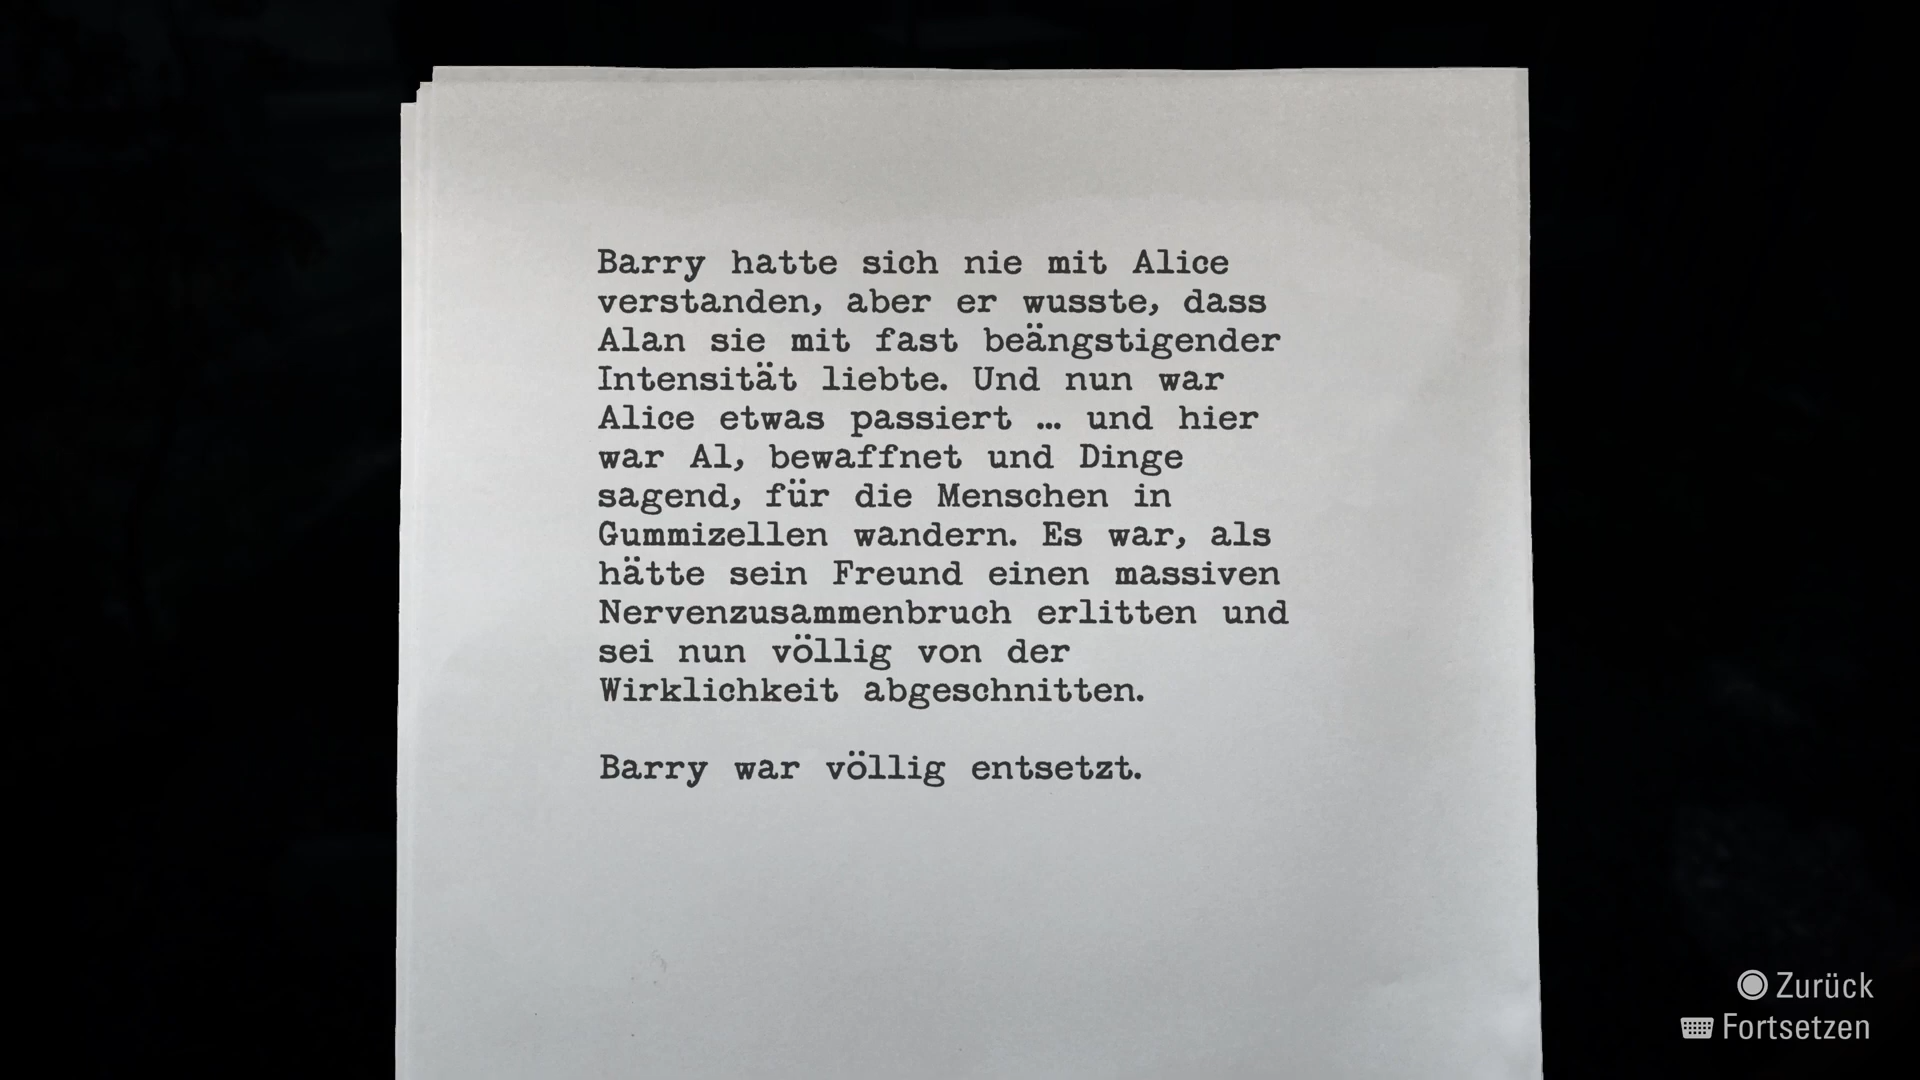 Barry hatte sich nie mit Alice
verstanden, aber er wusste, dass
Alan sie mit fast beängstigender
Intensität liebte. Und nun war
Alice etwas passiert … und hier
war Al, bewaffnet und Dinge
sagend, für die Menschen in
Gummizellen wandern. Es war, als
hätte sein Freund einen massiven
Nervenzusammenbruch erlitten und
sei nun völlig von der
Wirklichkeit abgeschnitten.

Barry war völlig entsetzt.
Zurück
Fortsetzen